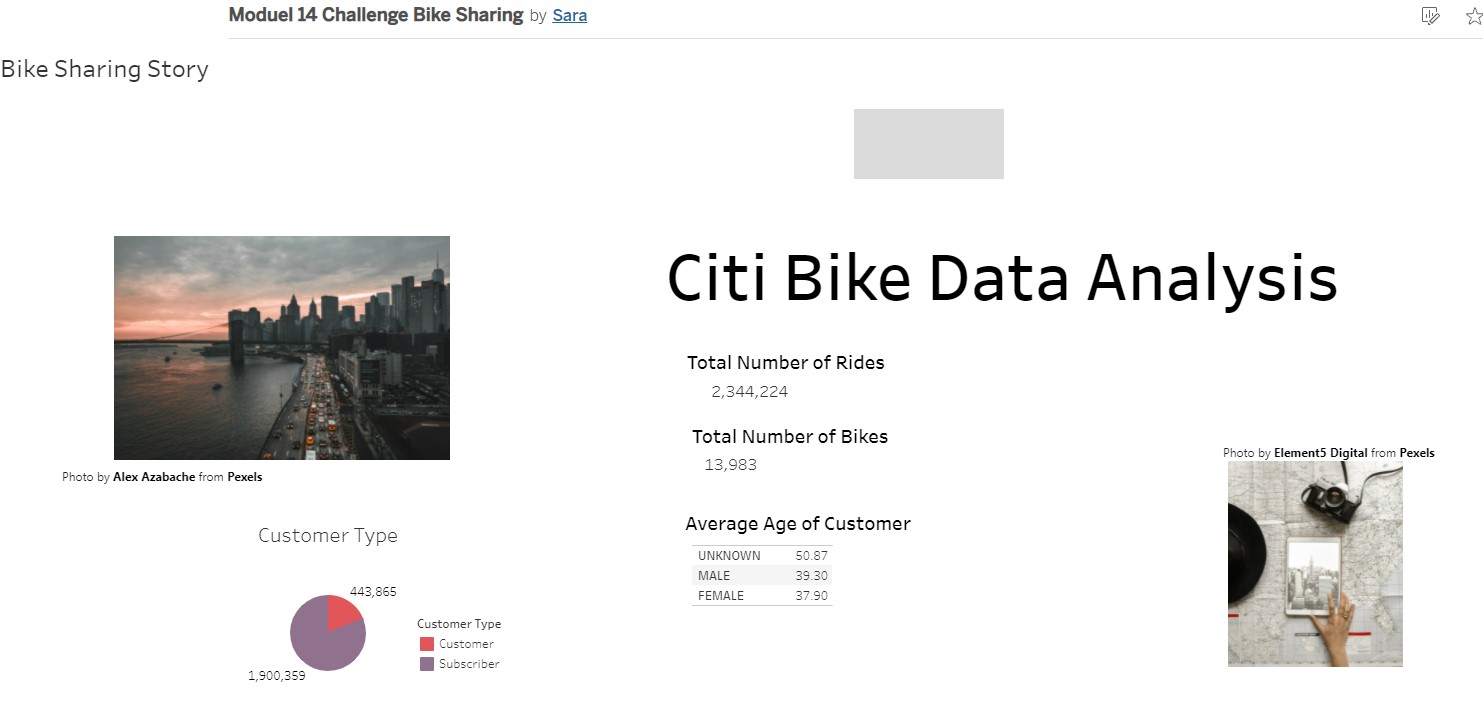 Moduel 14 Challenge Bike Sharing by Sara
Bike Sharing Story
Citi Bike Data Analysis
Total Number of Rides
2,344,224
Total Number of Bikes
13,983
Photo by Alex Azabache from Pexels
Photo by Element5 Digital from Pexels
Average Age of Customer
UNKNOWN 50.87
MALE 39.30
FEMALE 37.90
Customer Type
443,865
1,900,359
Customer Type
Customer
Subscriber